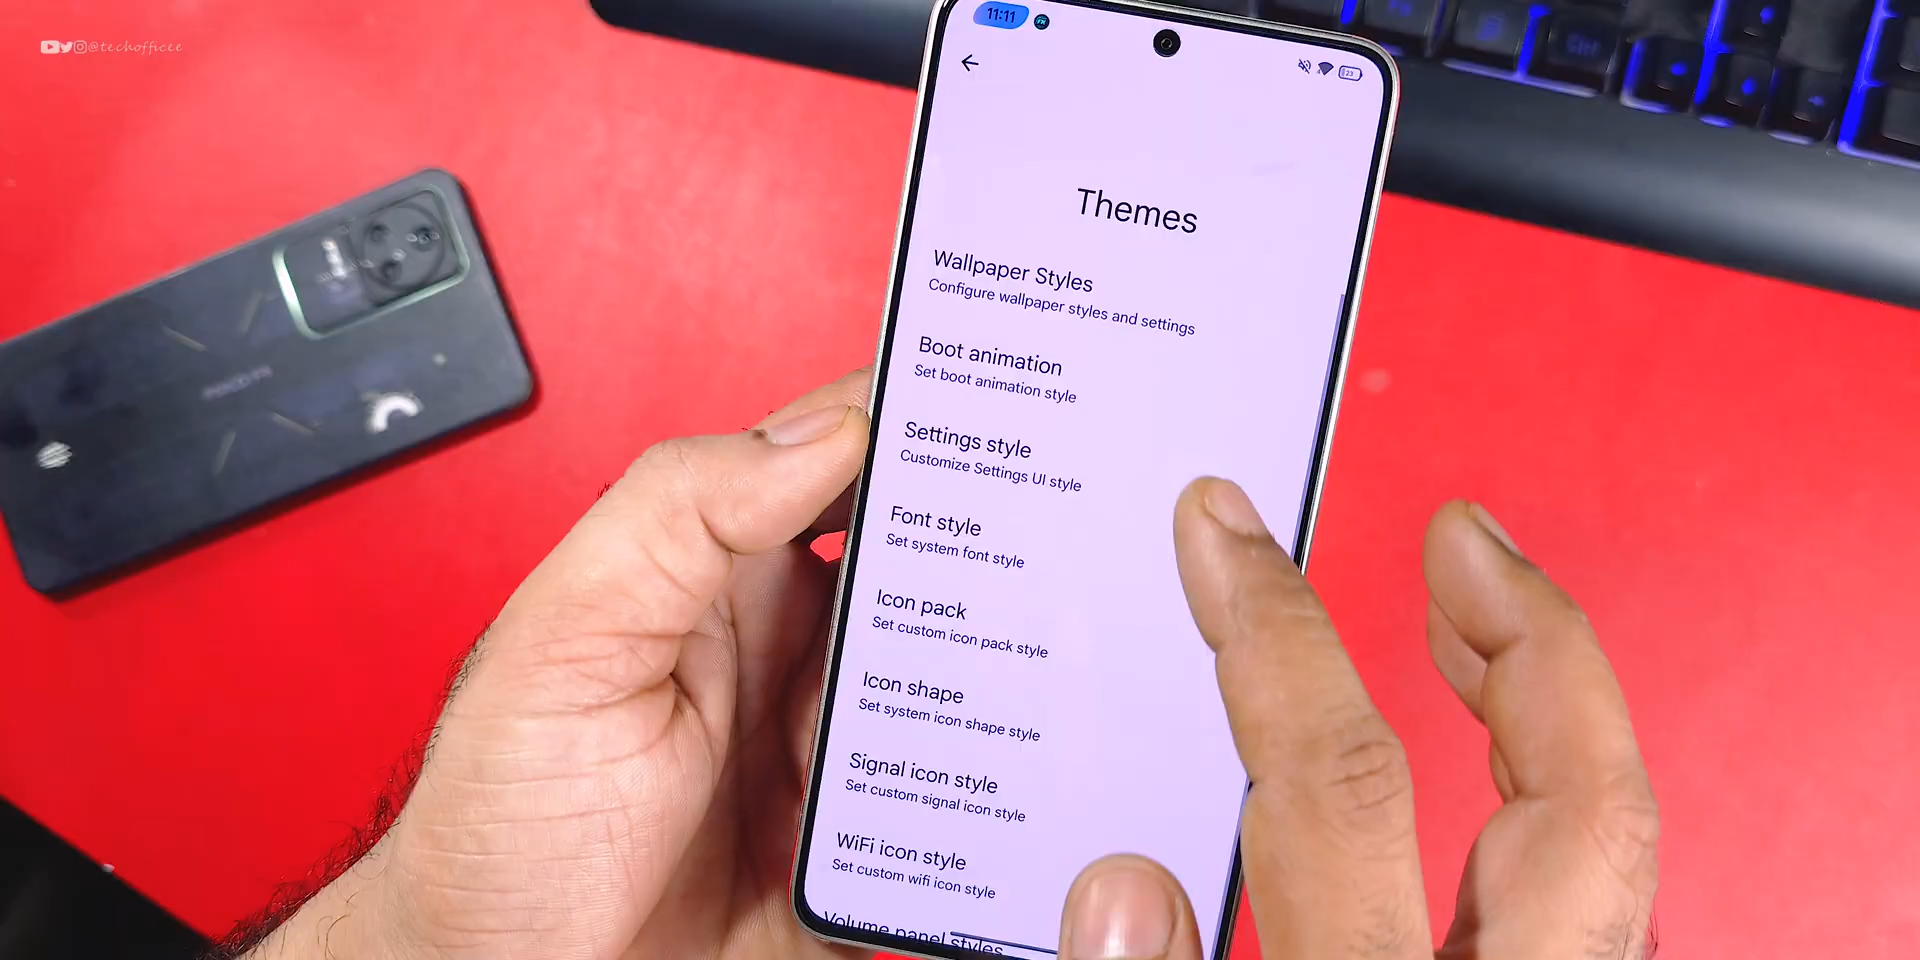 @techofficee
11:11
23
Themes
Wallpaper Styles
Configure wallpaper styles and settings
Boot animation
Set boot animation style
Settings style
Customize Settings UI style
Font style
Set system font style
Icon pack
Set custom icon pack style
Icon shape
Set system icon shape style
Signal icon style
Set custom signal icon style
WiFi icon style
Set custom wifi icon style
Volume panel styles
Ctrl